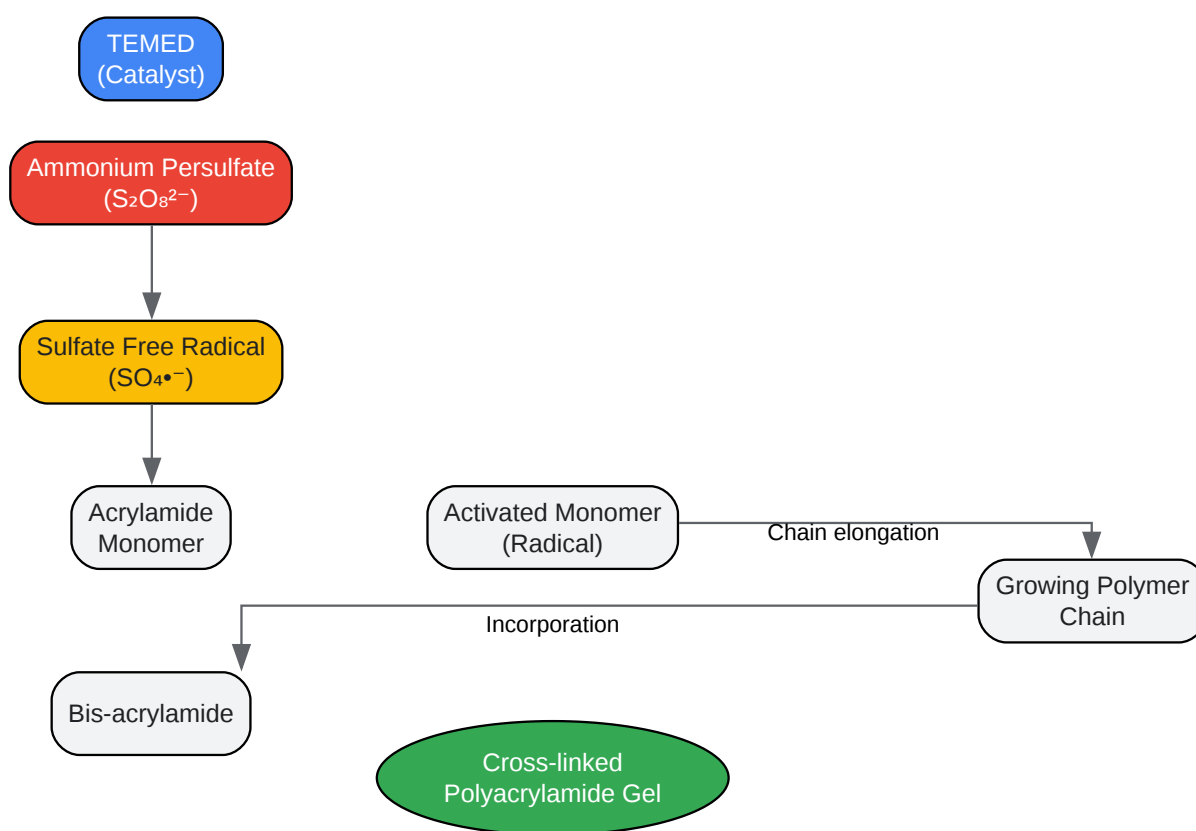 TEMED
(Catalyst)
Ammonium Persulfate
(S₂O₈²⁻)
Sulfate Free Radical
(SO₄•⁻)
Acrylamide
Monomer
Activated Monomer
(Radical)
Chain elongation
Growing Polymer
Chain
Incorporation
Bis-acrylamide
Cross-linked
Polyacrylamide Gel